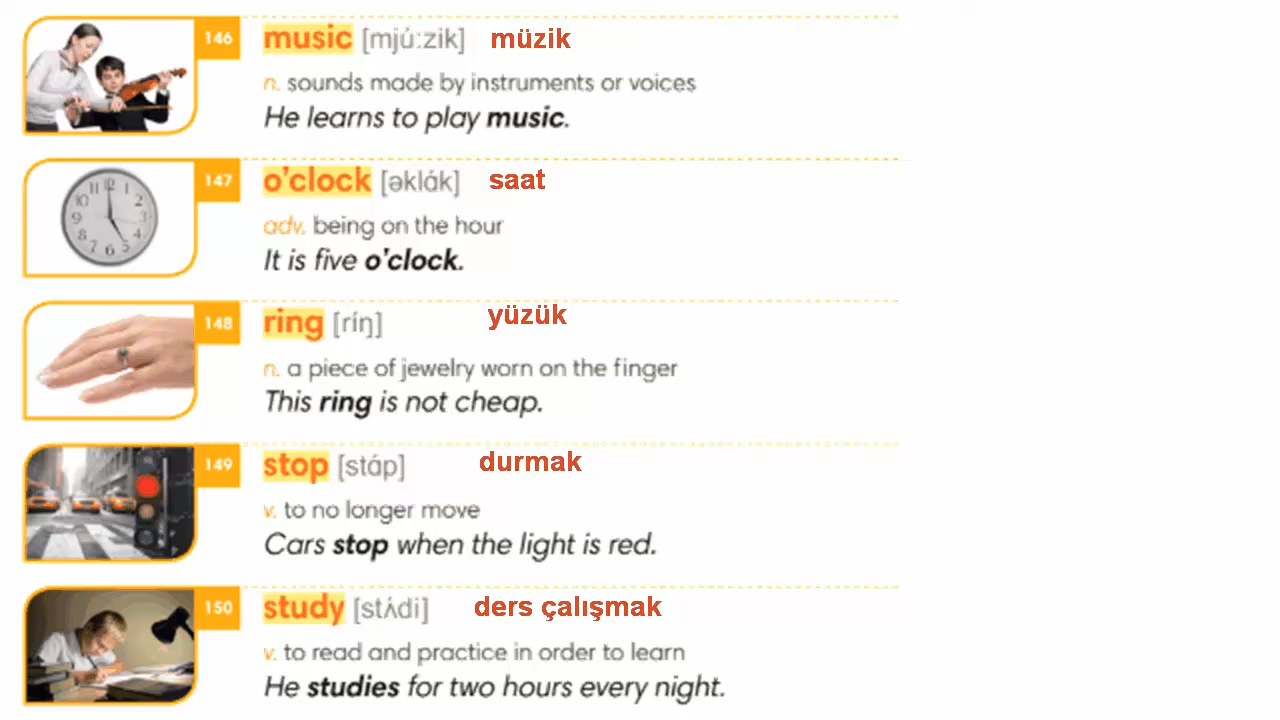 146 music [mjú:zik] müzik
n. sounds made by instruments or voices
He learns to play music.
147 o'clock [əklάk] saat
adv. being on the hour
It is five o'clock.
148 ring [ríŋ] yüzük
n. a piece of jewelry worn on the finger
This ring is not cheap.
149 stop [stάp] durmak
v. to no longer move
Cars stop when the light is red.
150 study [stʌ́di] ders çalışmak
v. to read and practice in order to learn
He studies for two hours every night.